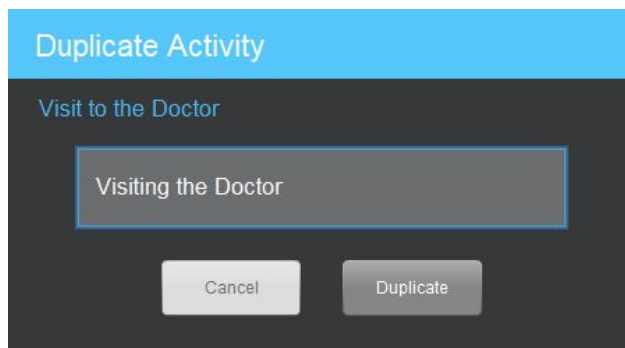 Duplicate Activity
Visit to the Doctor
Visiting the Doctor
Cancel Duplicate